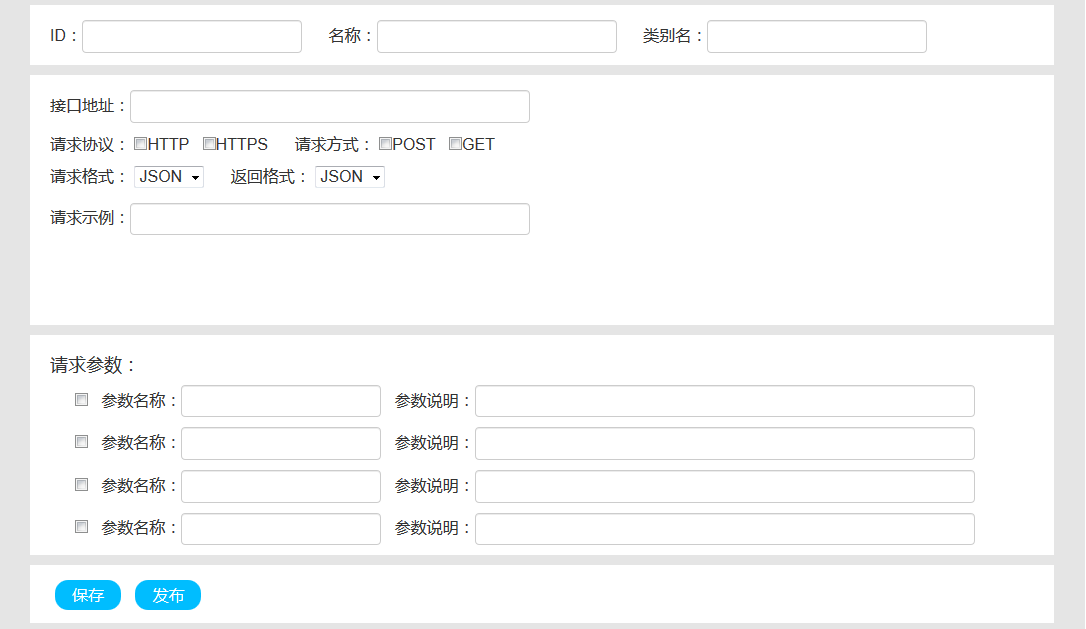 ID： 名称： 类别名：
接口地址：
请求协议： HTTP HTTPS 请求方式： POST GET
请求格式： JSON 返回格式： JSON
请求示例：
请求参数：
参数名称： 参数说明：
参数名称： 参数说明：
参数名称： 参数说明：
参数名称： 参数说明：
保存 发布